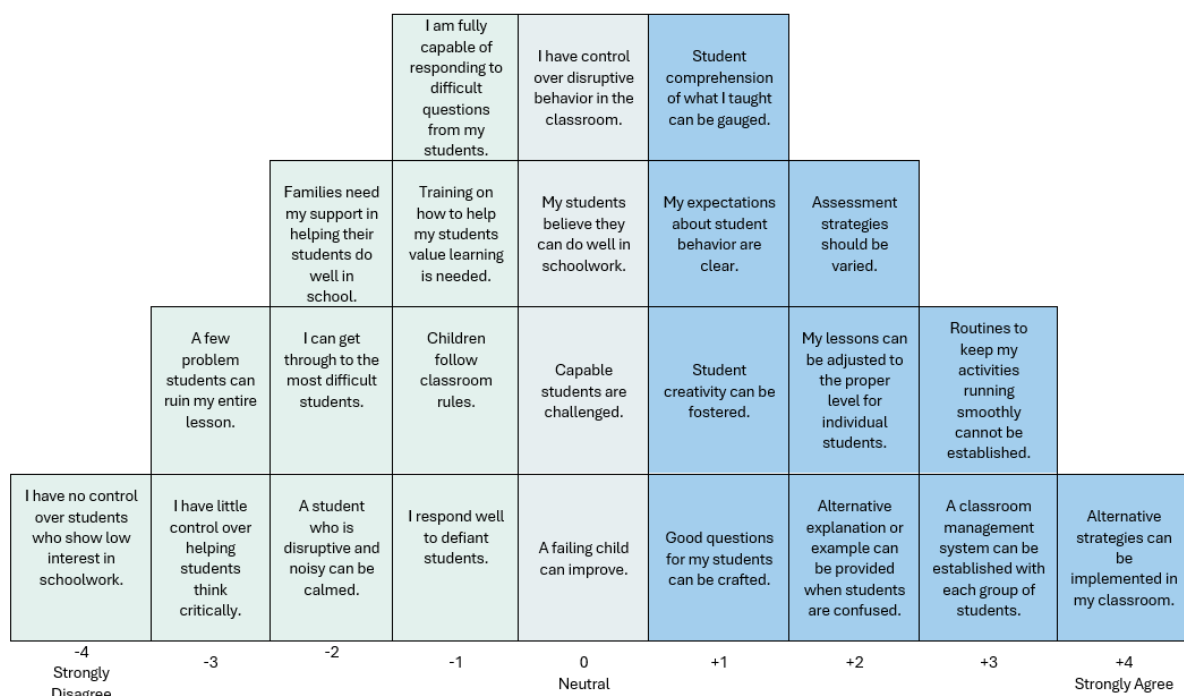 I am fully
capable of
responding to
difficult
questions
from my
students.
I have control
over disruptive
behavior in the
classroom.
Student
comprehension
of what I taught
can be gauged.
Families need
my support in
helping their
students do
well in
school.
Training on
how to help
my students
value learning
is needed.
My students
believe they
can do well in
schoolwork.
My expectations
about student
behavior are
clear.
Assessment
strategies
should be
varied.
A few
problem
students can
ruin my entire
lesson.
I can get
through to the
most difficult
students.
Children
follow
classroom
rules.
Capable
students are
challenged.
Student
creativity can be
fostered.
My lessons can
be adjusted to
the proper
level for
individual
students.
Routines to
keep my
activities
running
smoothly
cannot be
established.
I have no control
over students
who show low
interest in
schoolwork.
I have little
control over
helping
students
think
critically.
A student
who is
disruptive and
noisy can be
calmed.
I respond well
to defiant
students.
A failing child
can improve.
Good questions
for my students
can be crafted.
Alternative
explanation or
example can
be provided
when students
are confused.
A classroom
management
system can be
established with
each group of
students.
Alternative
strategies can
be
implemented in
my classroom.
-4
Strongly
Disagree
-3
-2
-1
0
Neutral
+1
+2
+3
+4
Strongly Agree